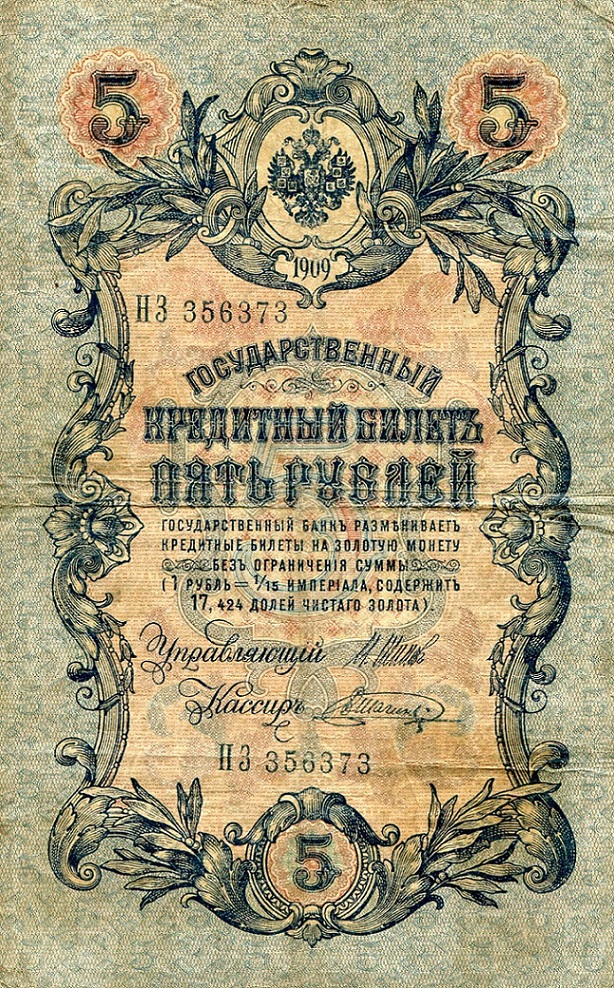 5 5
1909
НЗ 356373
ГОСУДАРСТВЕННЫЙ
КРЕДИТНЫЙ БИЛЕТЪ
ПЯТЬ РУБЛЕЙ
ГОСУДАРСТВЕННЫЙ БАНКЪ РАЗМѢНИВАЕТЪ
КРЕДИТНЫЕ БИЛЕТЫ НА ЗОЛОТУЮ МОНЕТУ
БЕЗЪ ОГРАНИЧЕНІЯ СУММЫ
(1 РУБЛЬ = 1/15 ИМПЕРІАЛА, СОДЕРЖИТЪ
17,424 ДОЛЕЙ ЧИСТАГО ЗОЛОТА).
Управляющій
Кассиръ
НЗ 356373
5